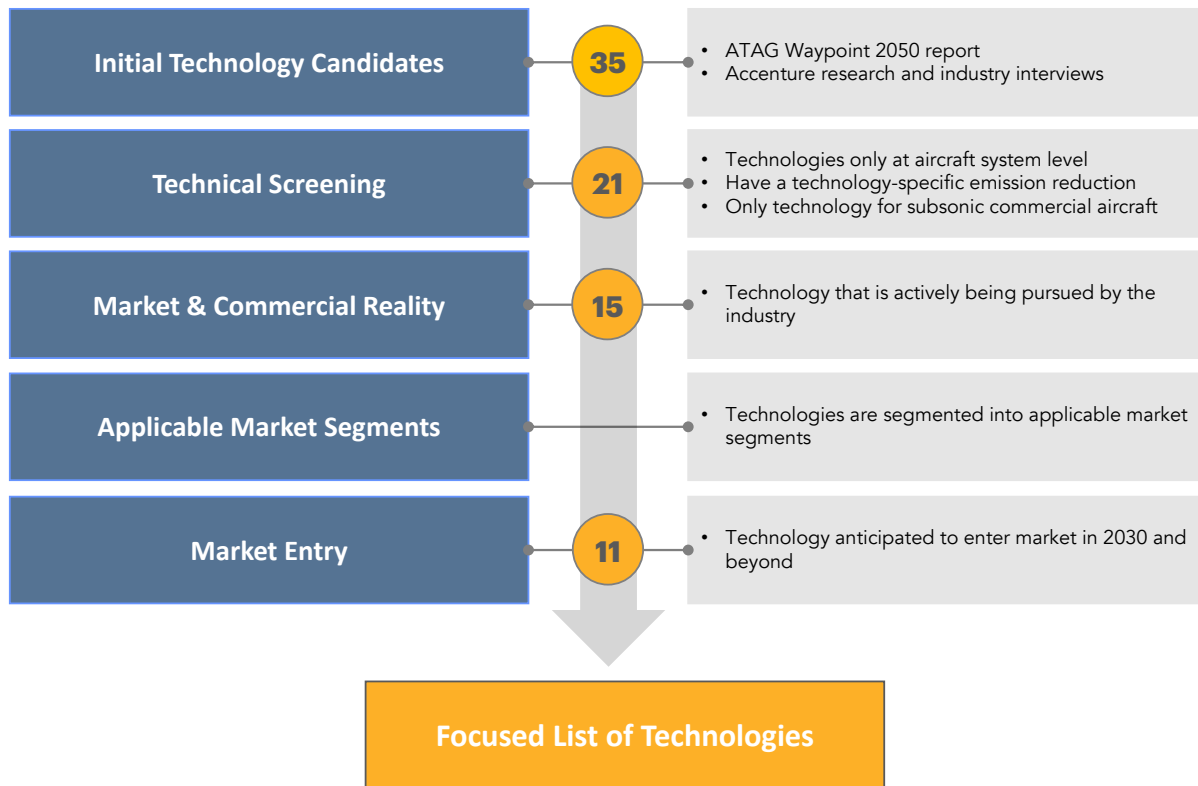 Initial Technology Candidates
35
• ATAG Waypoint 2050 report
• Accenture research and industry interviews
Technical Screening
21
• Technologies only at aircraft system level
• Have a technology-specific emission reduction
• Only technology for subsonic commercial aircraft
Market & Commercial Reality
15
• Technology that is actively being pursued by the
industry
Applicable Market Segments
• Technologies are segmented into applicable market
segments
Market Entry
11
• Technology anticipated to enter market in 2030 and
beyond
Focused List of Technologies